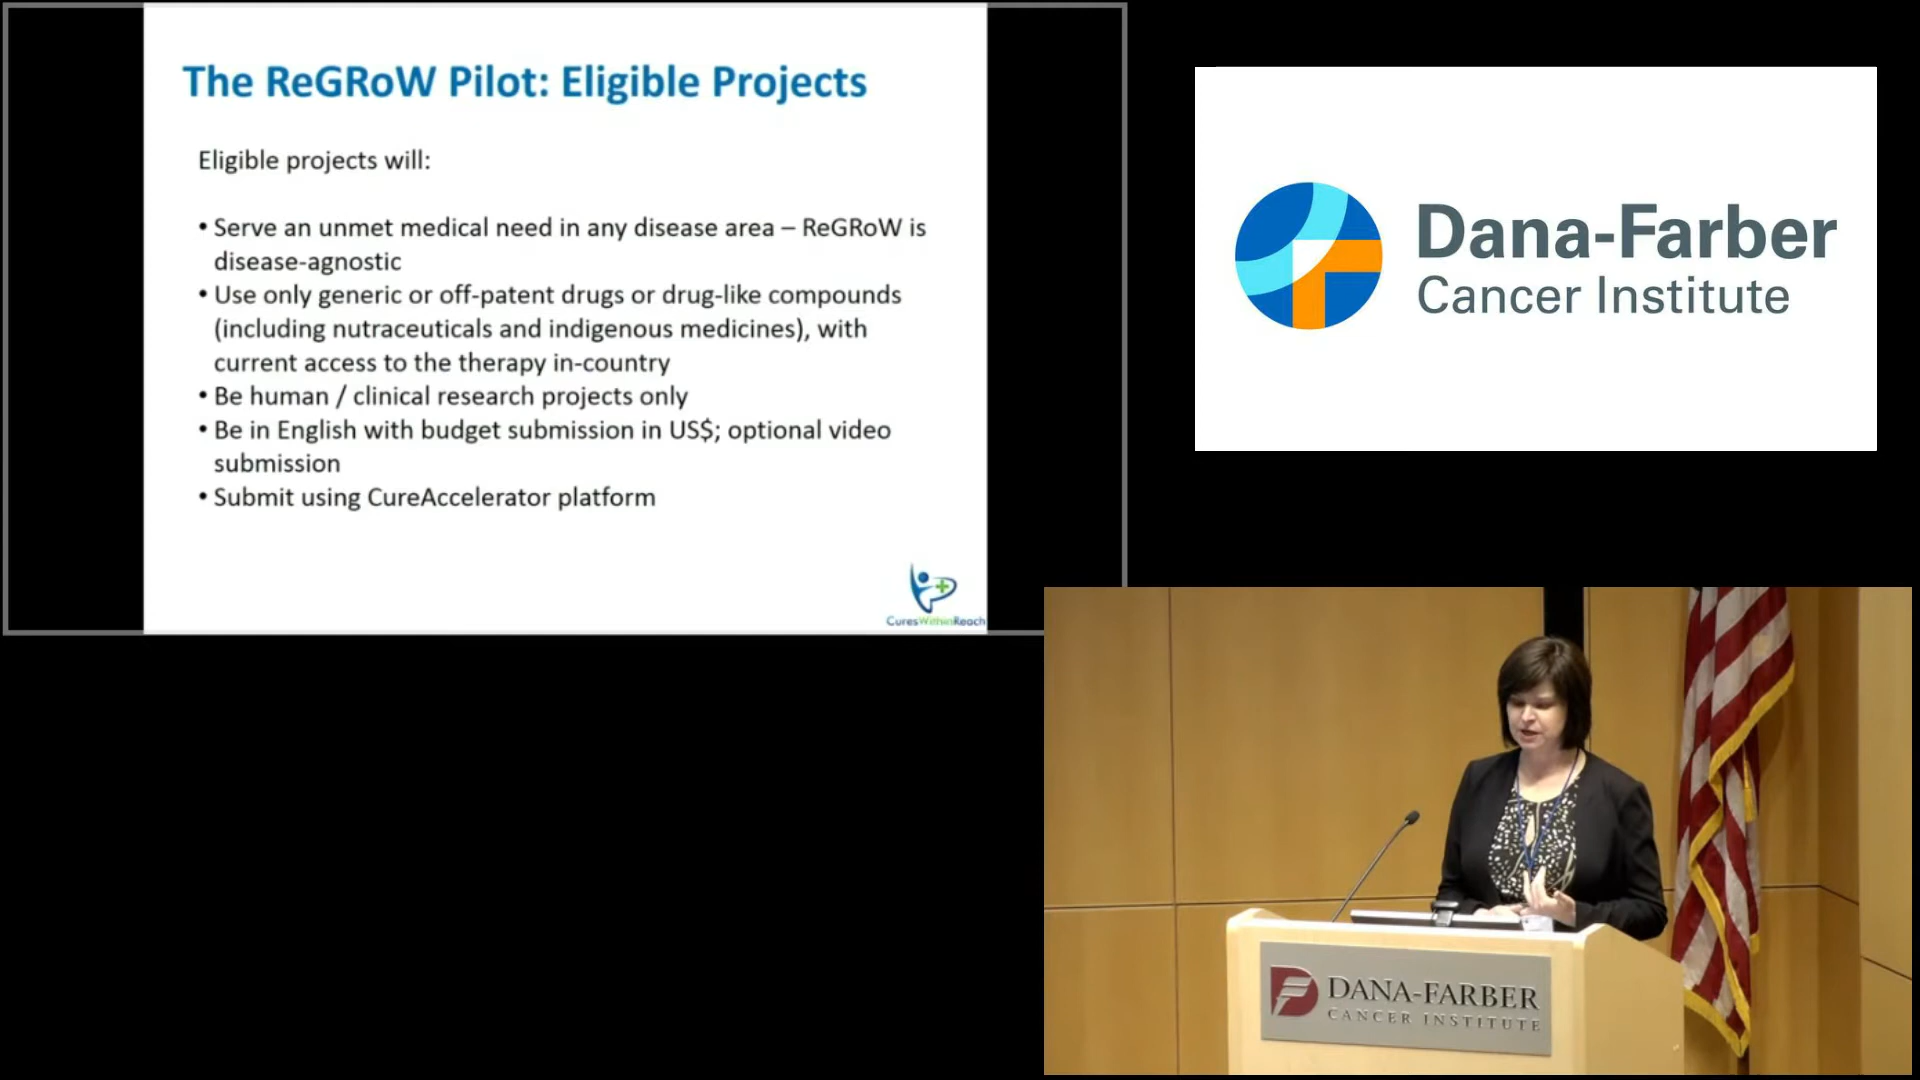 The ReGRoW Pilot: Eligible Projects
Eligible projects will:
• Serve an unmet medical need in any disease area – ReGRoW is
disease-agnostic
• Use only generic or off-patent drugs or drug-like compounds
(including nutraceuticals and indigenous medicines), with
current access to the therapy in-country
• Be human / clinical research projects only
• Be in English with budget submission in US$; optional video
submission
• Submit using CureAccelerator platform
CuresWithinReach
Dana-Farber
Cancer Institute
DANA-FARBER
CANCER INSTITUTE